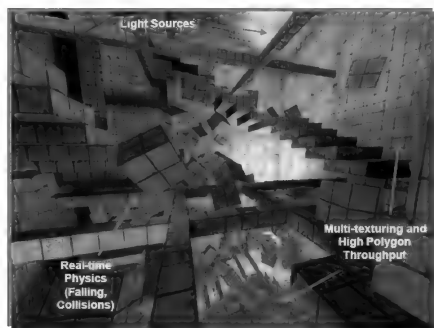 Light Sources
Multi-texturing and
High Polygon
Throughput
Real-time
Physics
(Falling,
Collisions)